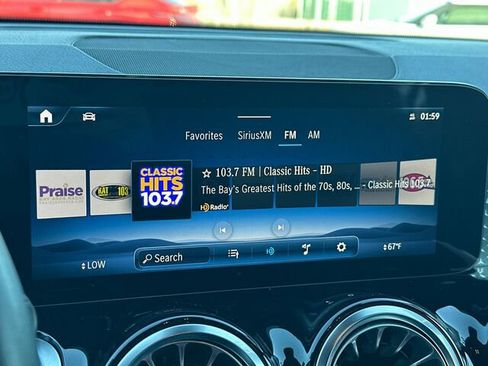 01:59
Favorites SiriusXM FM AM
Praise
KAT 103
CLASSIC
HITS
103.7
☆ 103.7 FM | Classic Hits - HD
The Bay's Greatest Hits of the 70s, 80s, ... - Classic Hits 103.7
HD Radio
LOW
Search
HD
67°F